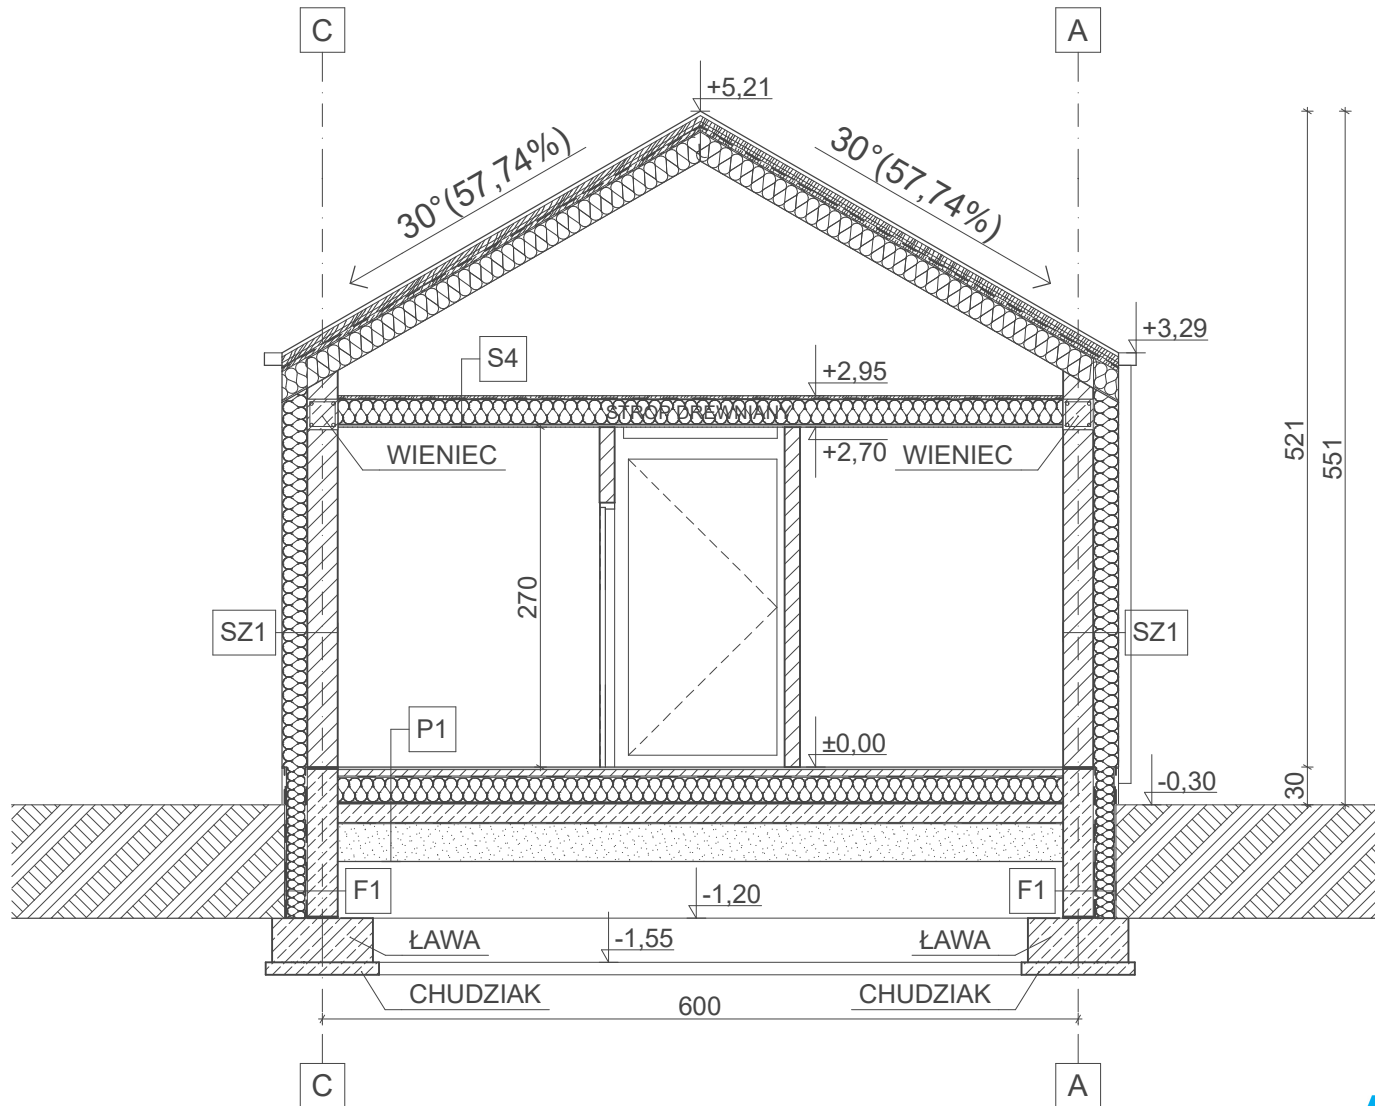 C
A
+5,21
30°(57,74%)
30°(57,74%)
+3,29
S4
+2,95
STROP DREWNIANY
WIENIEC
+2,70
WIENIEC
521
551
270
SZ1
SZ1
P1
±0,00
-0,30
30
F1
F1
-1,20
ŁAWA
-1,55
ŁAWA
CHUDZIAK
CHUDZIAK
600
C
A